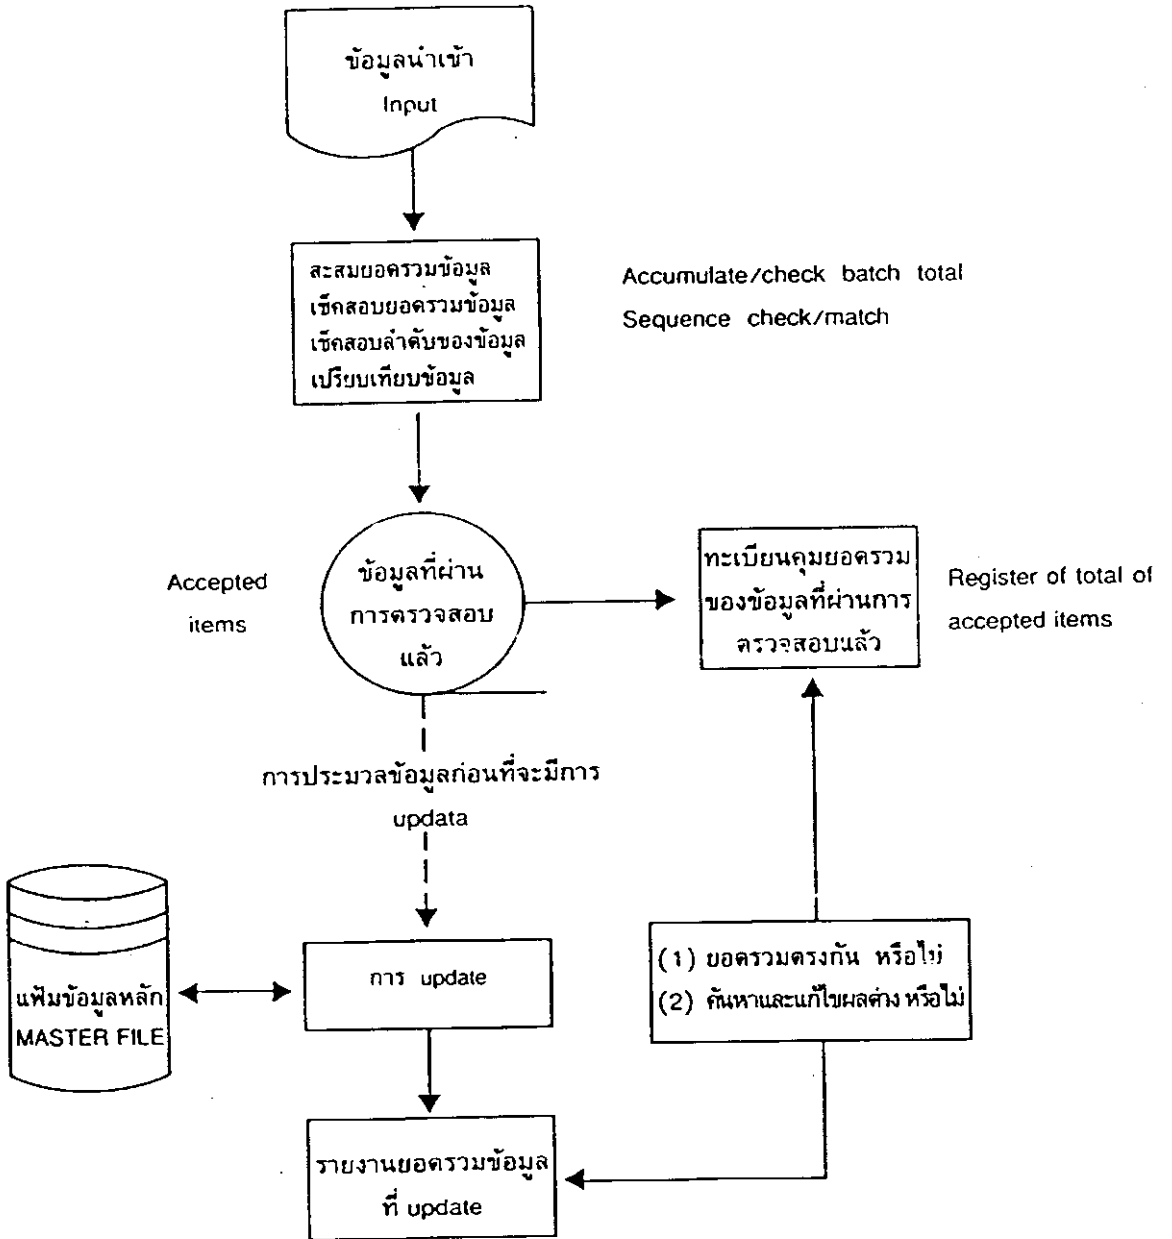 ข้อมูลนำเข้า
Input
สะสมยอดรวมข้อมูล
เช็คสอบยอดรวมข้อมูล
เช็คสอบลำดับของข้อมูล
เปรียบเทียบข้อมูล
Accumulate/check batch total
Sequence check/match
Accepted
items
ข้อมูลที่ผ่าน
การตรวจสอบ
แล้ว
ทะเบียนคุมยอดรวม
ของข้อมูลที่ผ่านการ
ตรวจสอบแล้ว
Register of total of
accepted items
การประมวลข้อมูลก่อนที่จะมีการ
updata
แฟ้มข้อมูลหลัก
MASTER FILE
การ update
(1) ยอดรวมตรงกัน หรือไม่
(2) ค้นหาและแก้ไขผลต่าง หรือไม่
รายงานยอดรวมข้อมูล
ที่ update